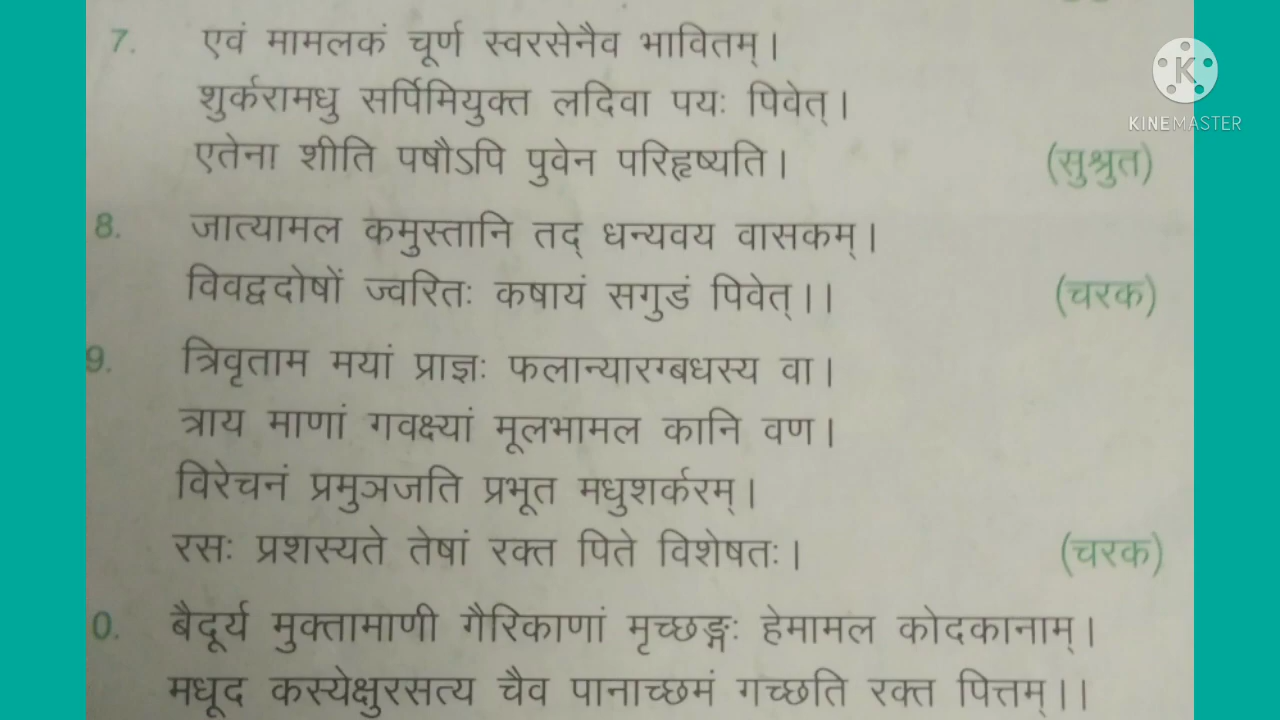 7. एवं मामलकं चूर्ण स्वरसेनैव भावितम्।
शुर्करामधु सर्पिमियुक्त लदिवा पयः पिवेत्।
एतेना शीति पषौऽपि पुवेन परिहृष्यति। (सुश्रुत)
8. जात्यामल कमुस्तानि तद् धन्यवय वासकम्।
विवद्वदोषों ज्वरितः कषायं सगुडं पिवेत्।। (चरक)
9. त्रिवृताम मयां प्राज्ञः फलान्यारग्बधस्य वा।
त्राय माणां गवक्ष्यां मूलभामल कानि वण।
विरेचनं प्रमुञजति प्रभूत मधुशर्करम्।
रसः प्रशस्यते तेषां रक्त पिते विशेषतः। (चरक)
0. बैदूर्य मुक्तामाणी गैरिकाणां मृच्छङ्गः हेमामल कोदकानाम्।
मधूद कस्येक्षुरसत्य चैव पानाच्छमं गच्छति रक्त पित्तम्।।
KINEMASTER